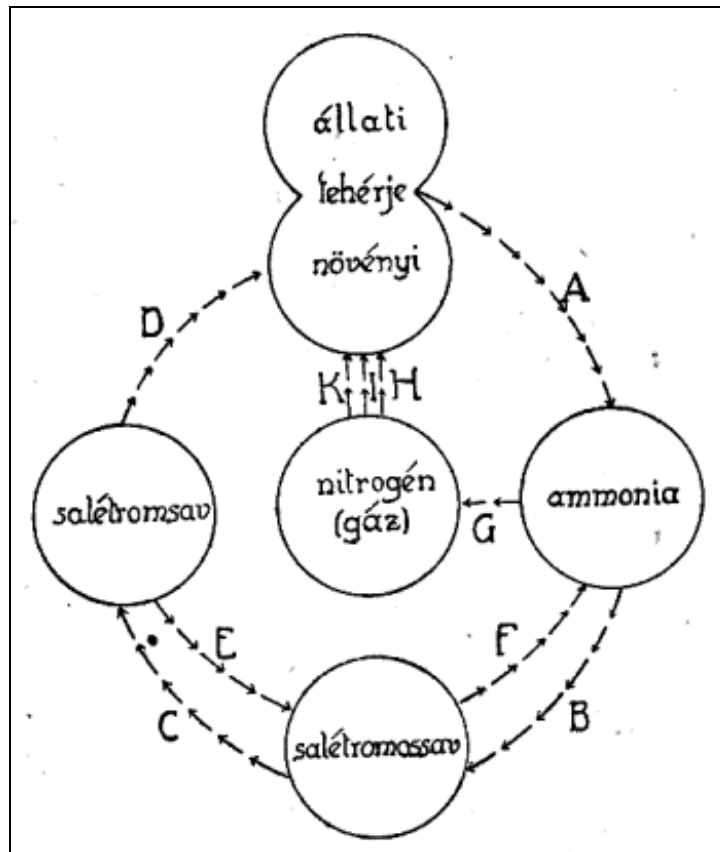 állati
fehérje
növényi
D
A
K I H
salétromsav
nitrogén
(gáz)
G
ammonia
E
F
C
B
salétromossav